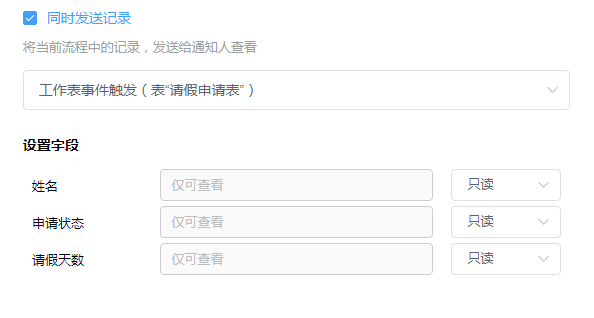 同时发送记录
将当前流程中的记录，发送给通知人查看
工作表事件触发（表“请假申请表”）
设置字段
姓名 仅可查看 只读
申请状态 仅可查看 只读
请假天数 仅可查看 只读